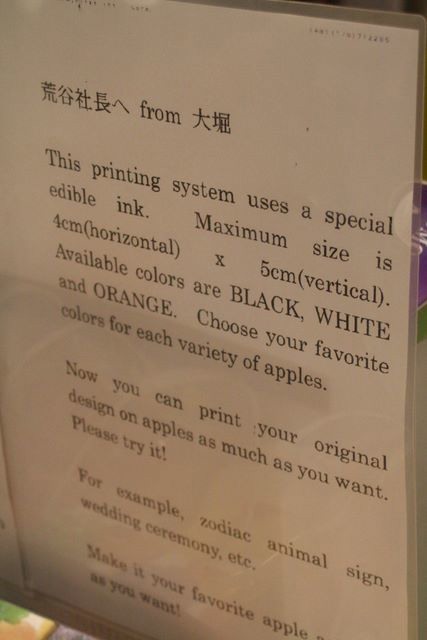 荒谷社長へ from 大堀
This printing system uses a special
edible ink. Maximum size is
4cm(horizontal) x 5cm(vertical).
Available colors are BLACK, WHITE
and ORANGE. Choose your favorite
colors for each variety of apples.
Now you can print your original
design on apples as much as you want.
Please try it!
For example, zodiac animal sign,
wedding ceremony, etc.
Make it your favorite apple
as you want!